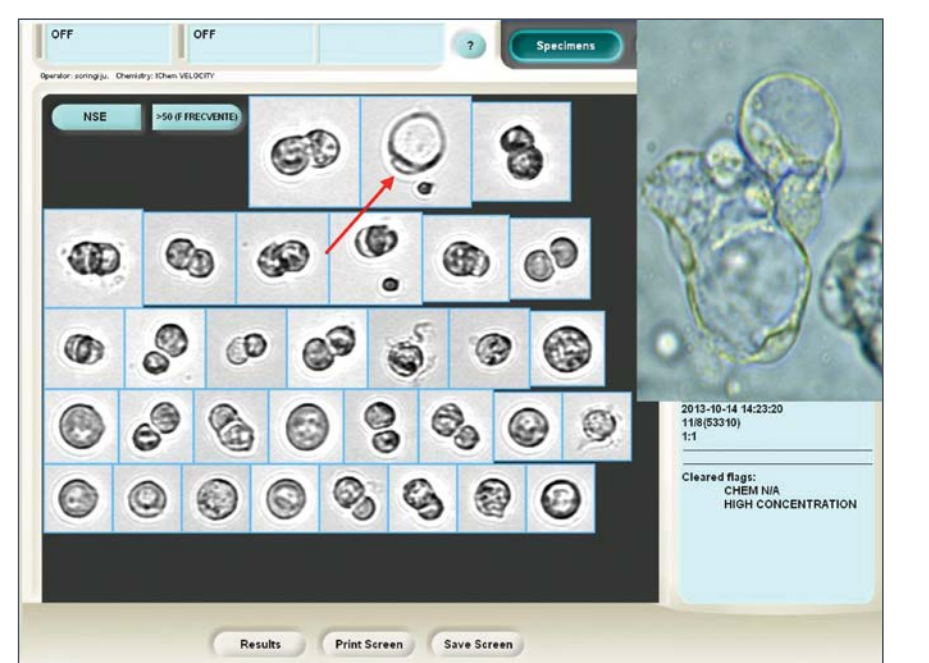 OFF
OFF
?
Specimens
Operator: soringiju, Chemistry: IChem VELOCITY
NSE
>50 (F FRECVENTE)
2013-10-14 14:23:20
11/8(53310)
1:1
Cleared flags:
CHEM N/A
HIGH CONCENTRATION
Results
Print Screen
Save Screen